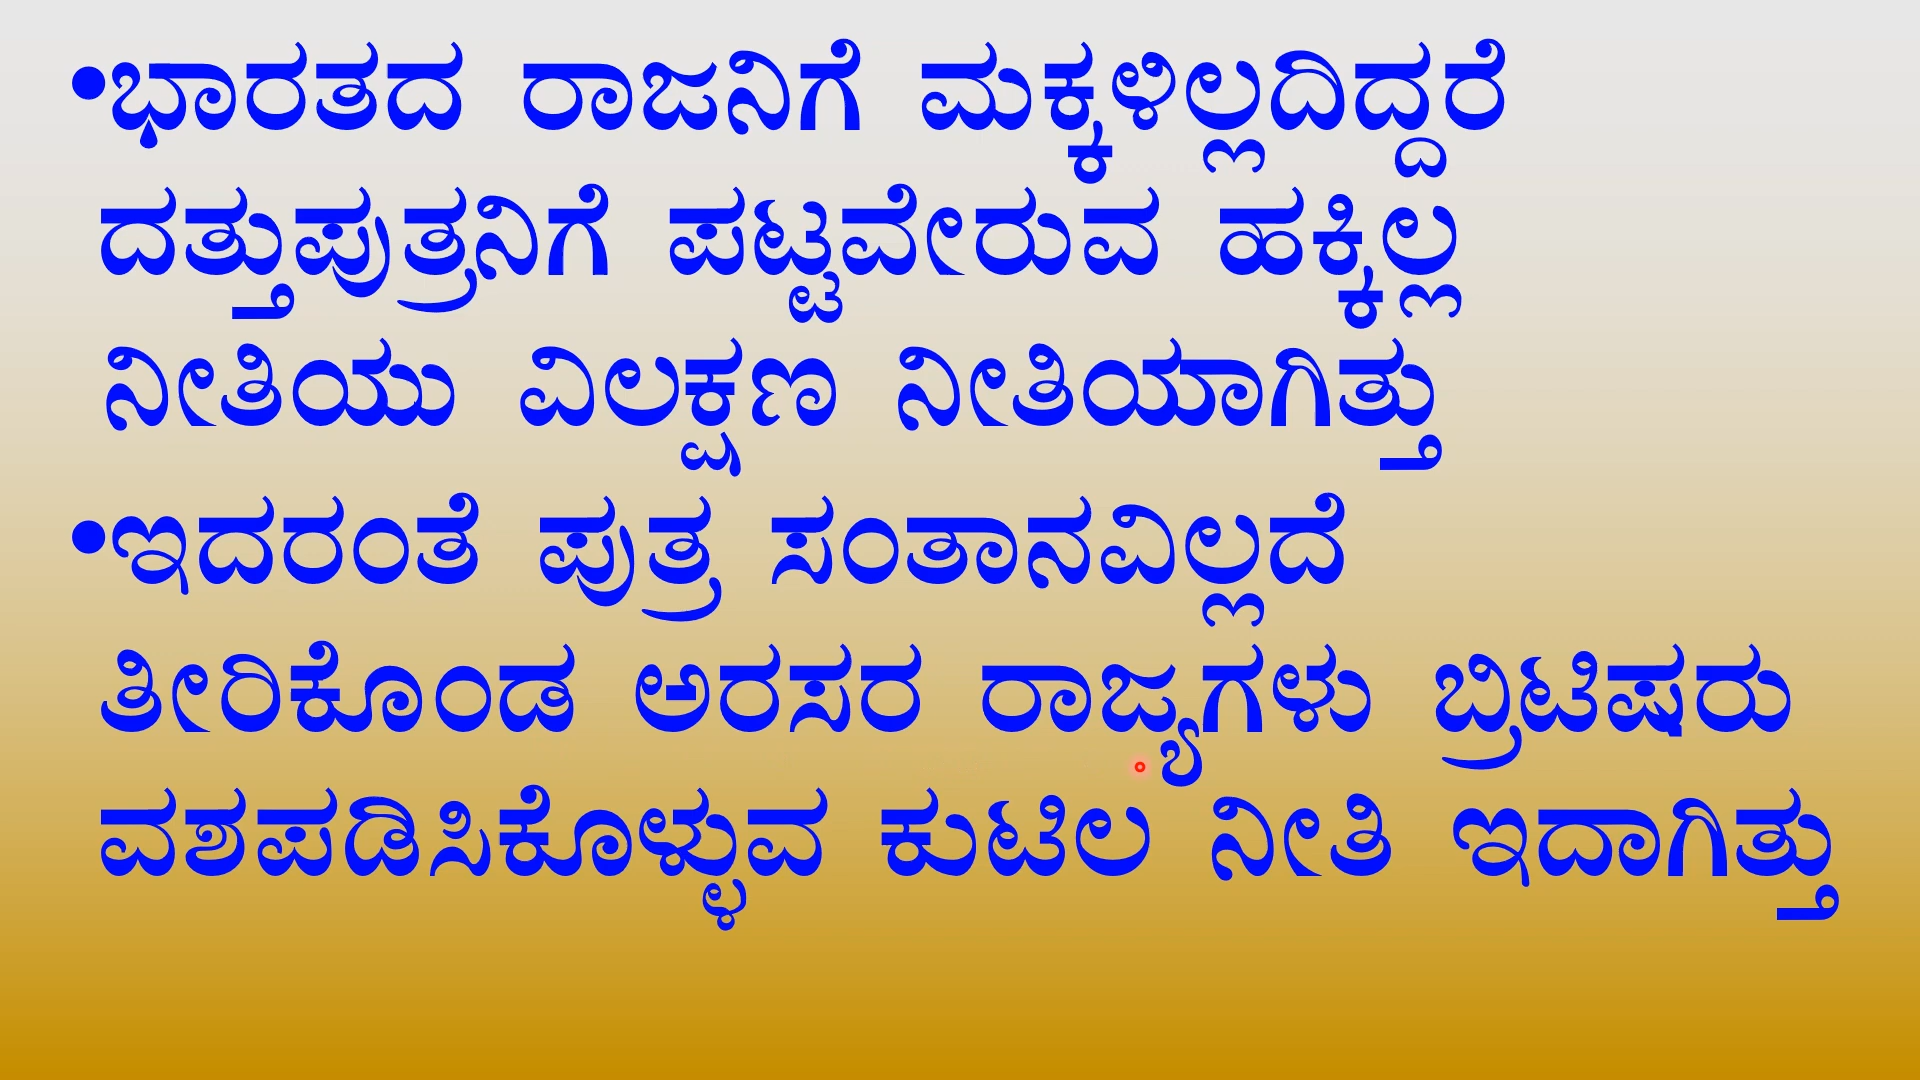 •ಭಾರತದ ರಾಜನಿಗೆ ಮಕ್ಕಳಿಲ್ಲದಿದ್ದರೆ
ದತ್ತುಪುತ್ರನಿಗೆ ಪಟ್ಟವೇರುವ ಹಕ್ಕಿಲ್ಲ
ನೀತಿಯು ವಿಲಕ್ಷಣ ನೀತಿಯಾಗಿತ್ತು
•ಇದರಂತೆ ಪುತ್ರ ಸಂತಾನವಿಲ್ಲದೆ
ತೀರಿಕೊಂಡ ಅರಸರ ರಾಜ್ಯಗಳು ಬ್ರಿಟಿಷರು
ವಶಪಡಿಸಿಕೊಳ್ಳುವ ಕುಟಿಲ ನೀತಿ ಇದಾಗಿತ್ತು